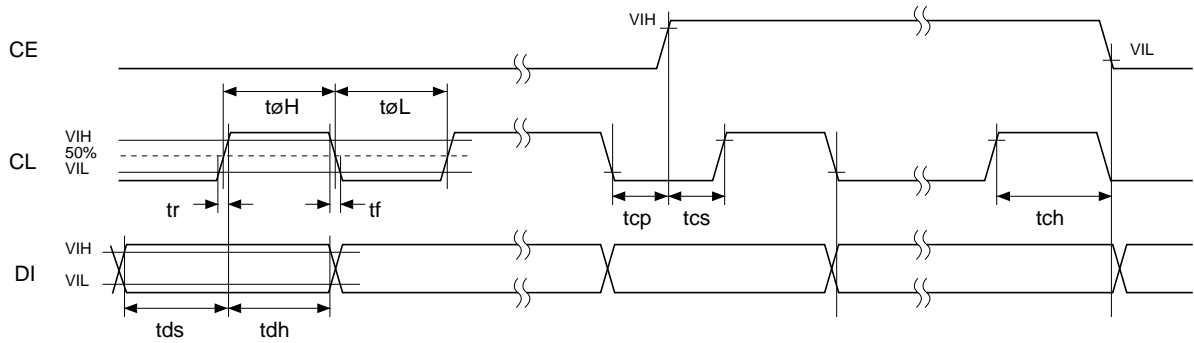 CE
VIH
VIL
tøH
tøL
CL
VIH
50%
VIL
tr
tf
tcp
tcs
tch
DI
VIH
VIL
tds
tdh